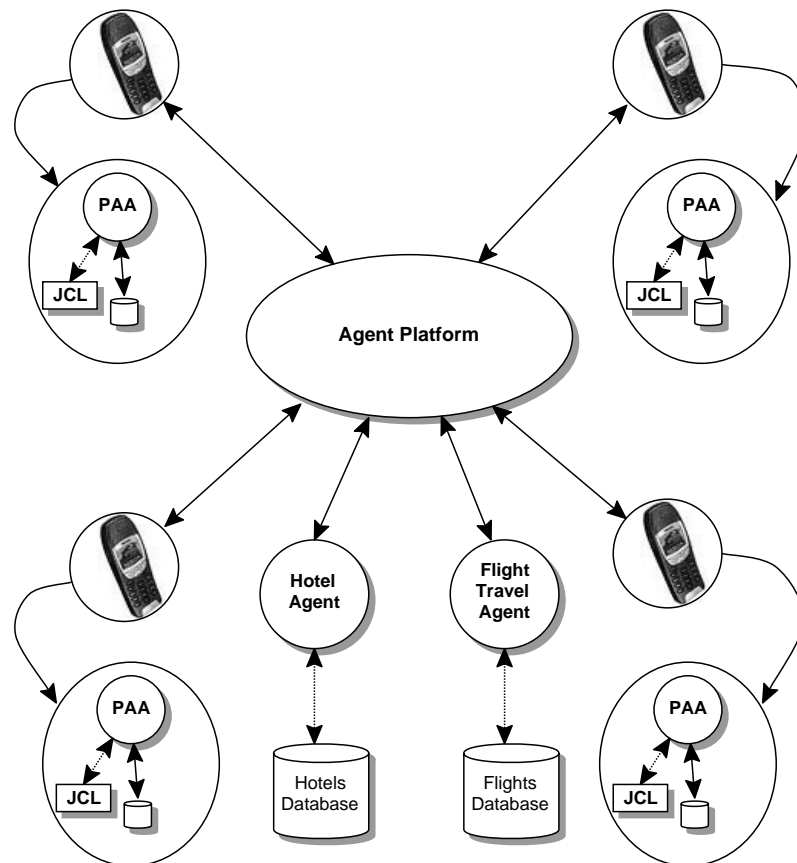 PAA
JCL
PAA
JCL
Agent Platform
Hotel
Agent
Flight
Travel
Agent
PAA
JCL
Hotels
Database
Flights
Database
PAA
JCL